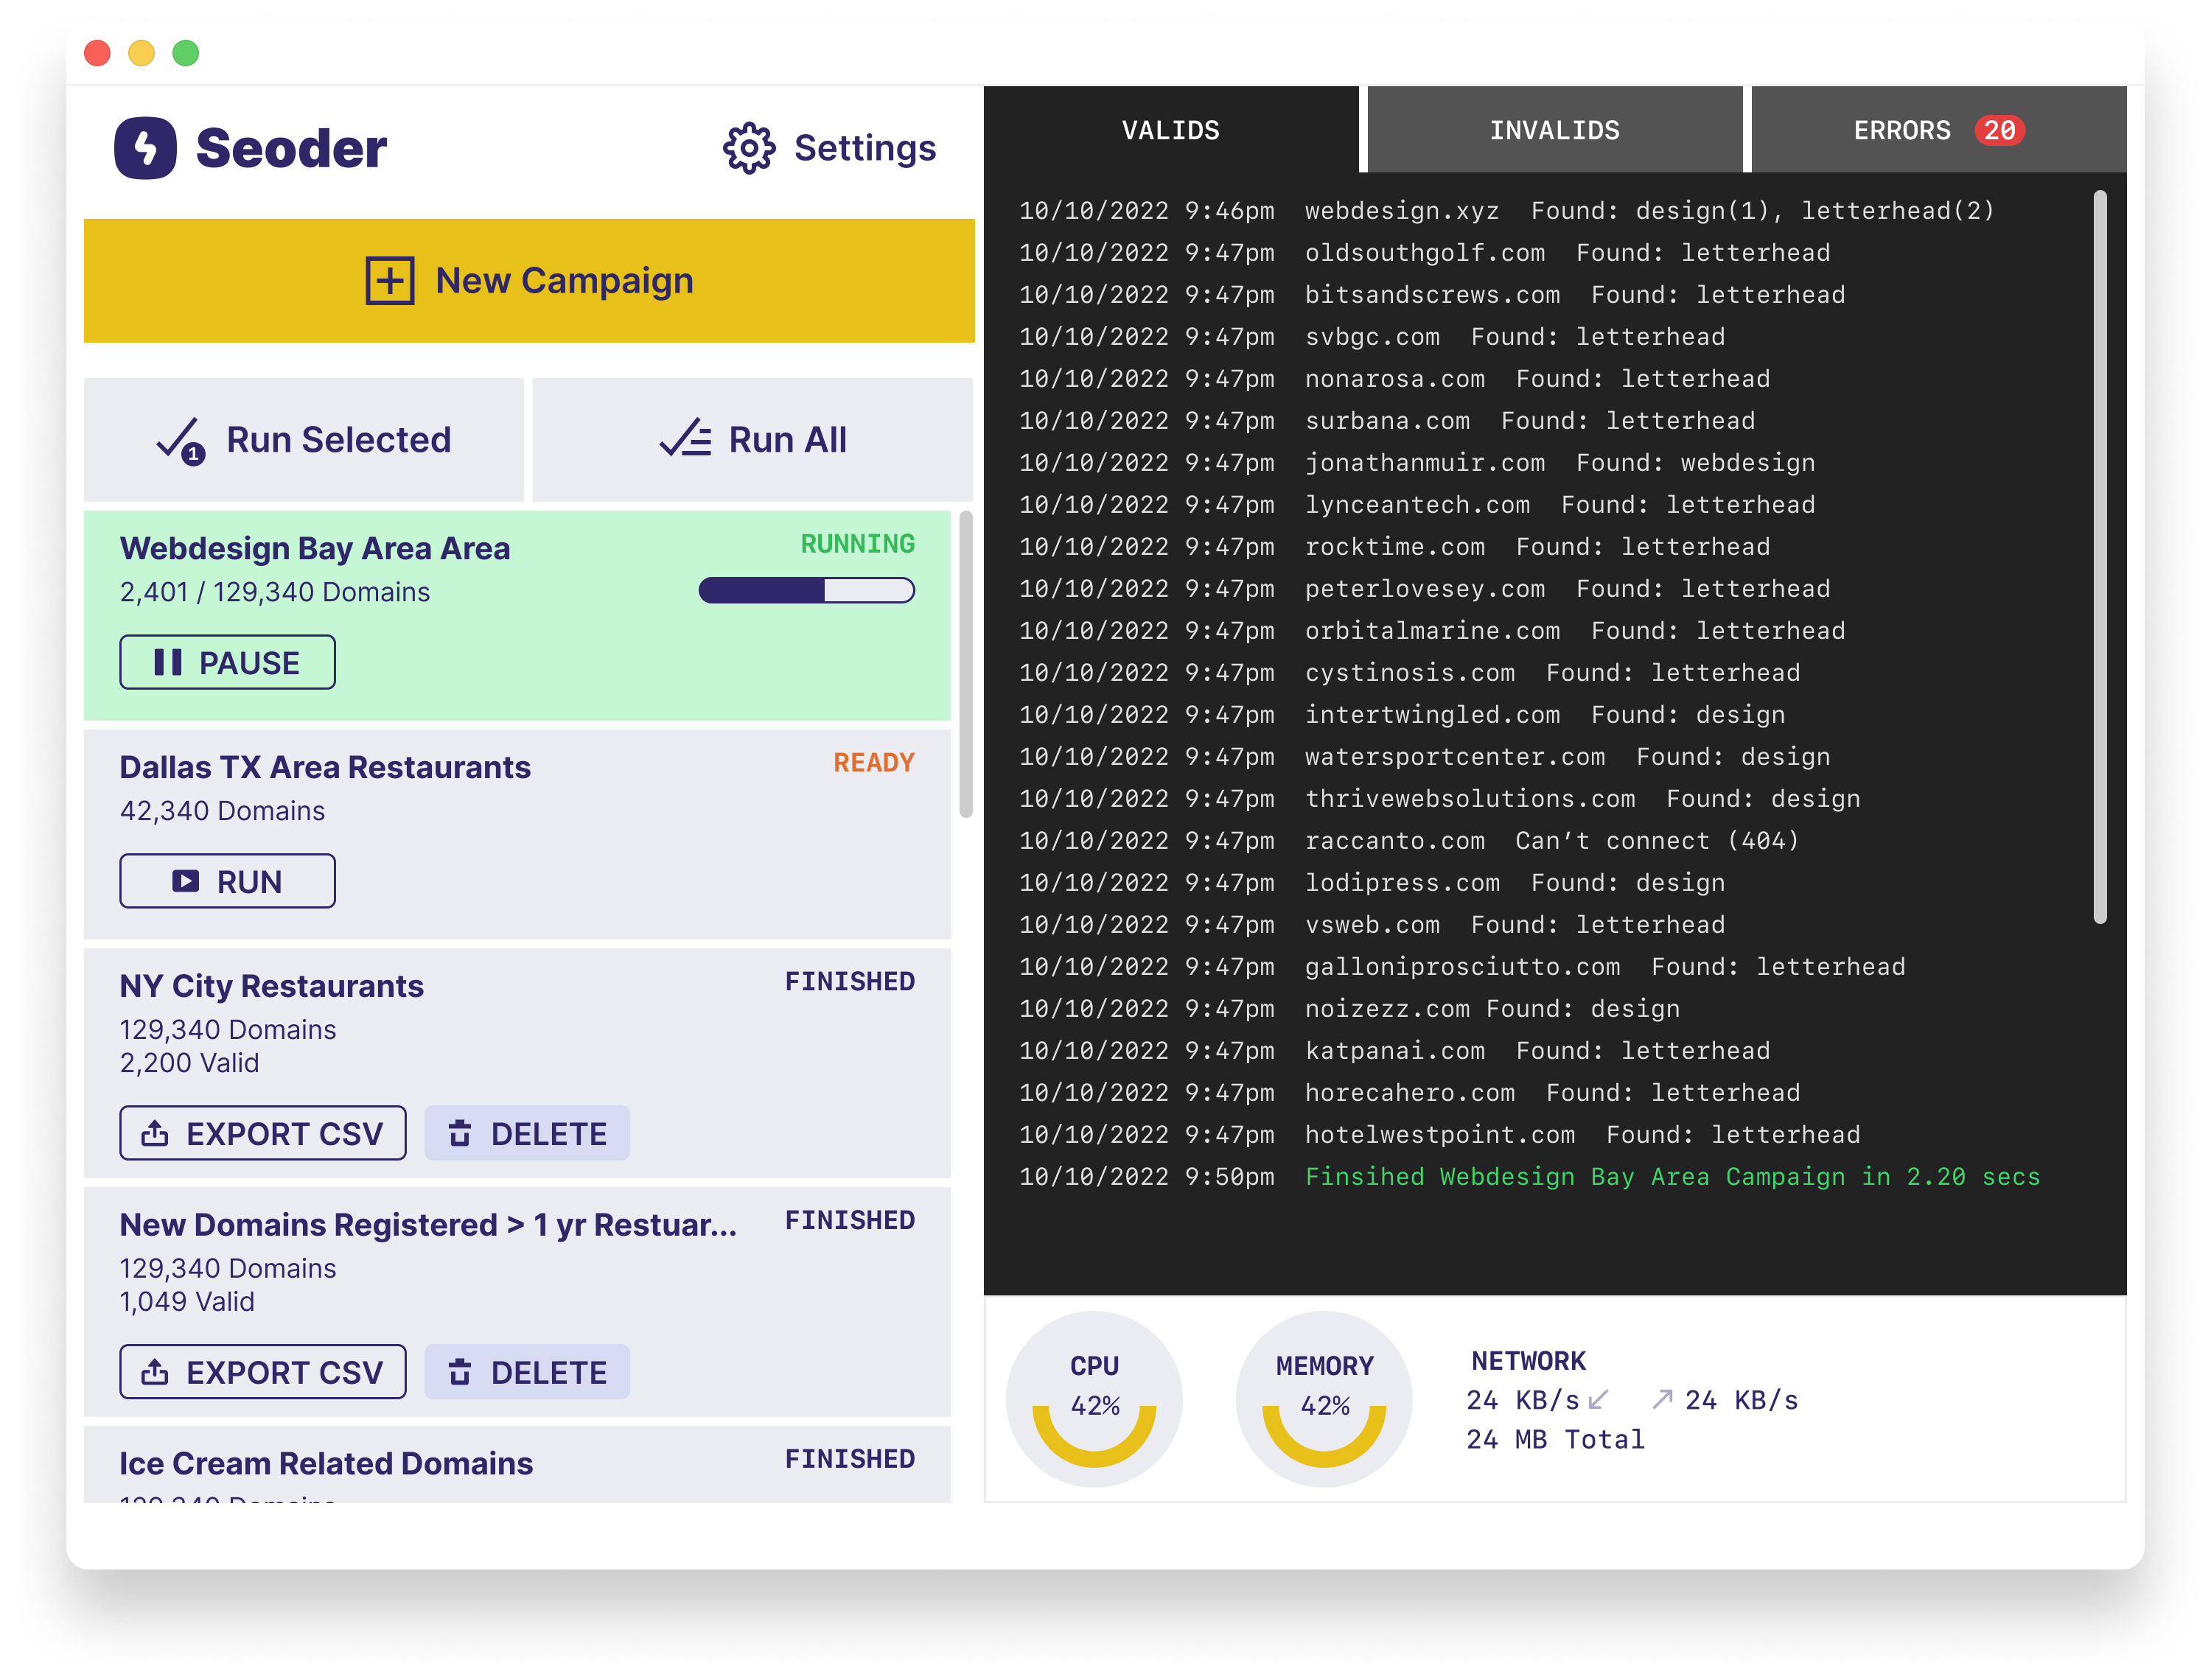 Seoder
Settings
New Campaign
1 Run Selected
Run All
Webdesign Bay Area Area
RUNNING
2,401 / 129,340 Domains
PAUSE
Dallas TX Area Restaurants
READY
42,340 Domains
RUN
NY City Restaurants
FINISHED
129,340 Domains
2,200 Valid
EXPORT CSV
DELETE
New Domains Registered > 1 yr Restuar...
FINISHED
129,340 Domains
1,049 Valid
EXPORT CSV
DELETE
Ice Cream Related Domains
FINISHED
129,340 Domains
VALIDS
INVALIDS
ERRORS 20
10/10/2022 9:46pm webdesign.xyz Found: design(1), letterhead(2)
10/10/2022 9:47pm oldsouthgolf.com Found: letterhead
10/10/2022 9:47pm bitsandscrews.com Found: letterhead
10/10/2022 9:47pm svbgc.com Found: letterhead
10/10/2022 9:47pm nonarosa.com Found: letterhead
10/10/2022 9:47pm surbana.com Found: letterhead
10/10/2022 9:47pm jonathanmuir.com Found: webdesign
10/10/2022 9:47pm lynceantech.com Found: letterhead
10/10/2022 9:47pm rocktime.com Found: letterhead
10/10/2022 9:47pm peterlovesey.com Found: letterhead
10/10/2022 9:47pm orbitalmarine.com Found: letterhead
10/10/2022 9:47pm cystinosis.com Found: letterhead
10/10/2022 9:47pm intertwingled.com Found: design
10/10/2022 9:47pm watersportcenter.com Found: design
10/10/2022 9:47pm thrivewebsolutions.com Found: design
10/10/2022 9:47pm raccanto.com Can’t connect (404)
10/10/2022 9:47pm lodipress.com Found: design
10/10/2022 9:47pm vsweb.com Found: letterhead
10/10/2022 9:47pm galloniprosciutto.com Found: letterhead
10/10/2022 9:47pm noizezz.com Found: design
10/10/2022 9:47pm katpanai.com Found: letterhead
10/10/2022 9:47pm horecahero.com Found: letterhead
10/10/2022 9:47pm hotelwestpoint.com Found: letterhead
10/10/2022 9:50pm Finsihed Webdesign Bay Area Campaign in 2.20 secs
CPU
42%
MEMORY
42%
NETWORK
24 KB/s 24 KB/s
24 MB Total